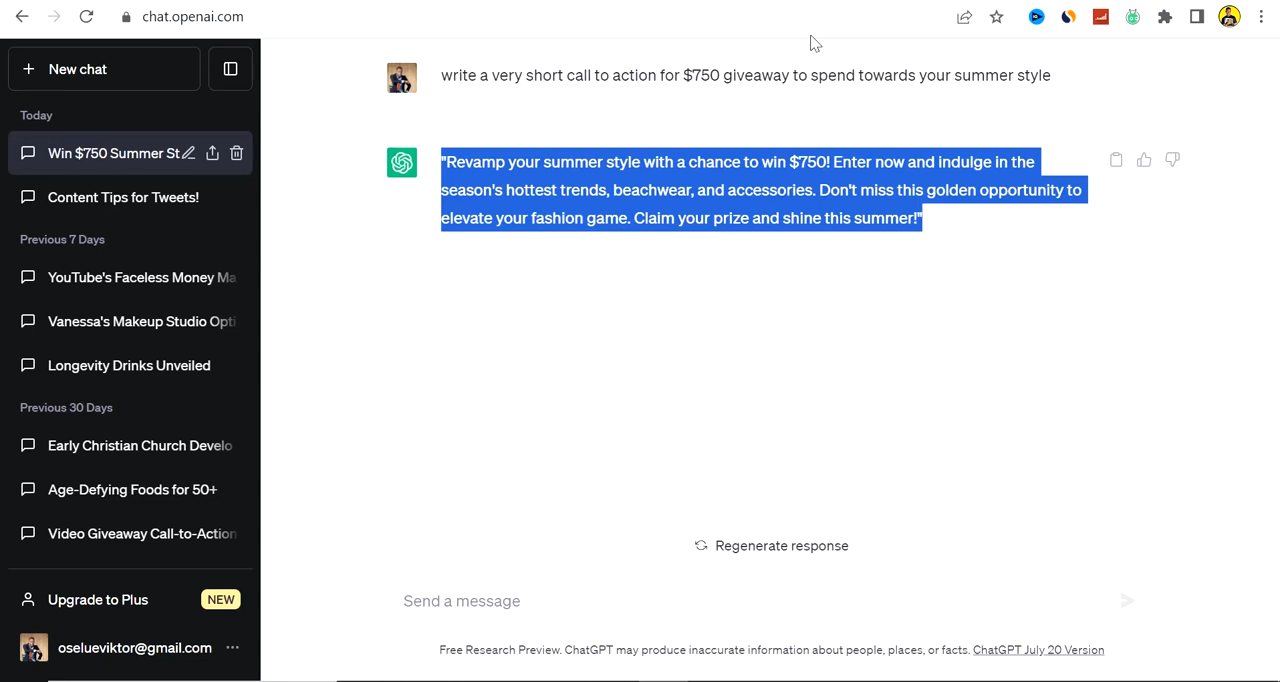 chat.openai.com
New chat
Today
Win $750 Summer St
Content Tips for Tweets!
Previous 7 Days
YouTube's Faceless Money Ma
Vanessa's Makeup Studio Opti
Longevity Drinks Unveiled
Previous 30 Days
Early Christian Church Develo
Age-Defying Foods for 50+
Video Giveaway Call-to-Action
Upgrade to Plus NEW
oselueviktor@gmail.com
write a very short call to action for $750 giveaway to spend towards your summer style
"Revamp your summer style with a chance to win $750! Enter now and indulge in the
season's hottest trends, beachwear, and accessories. Don't miss this golden opportunity to
elevate your fashion game. Claim your prize and shine this summer!"
Regenerate response
Send a message
Free Research Preview. ChatGPT may produce inaccurate information about people, places, or facts. ChatGPT July 20 Version